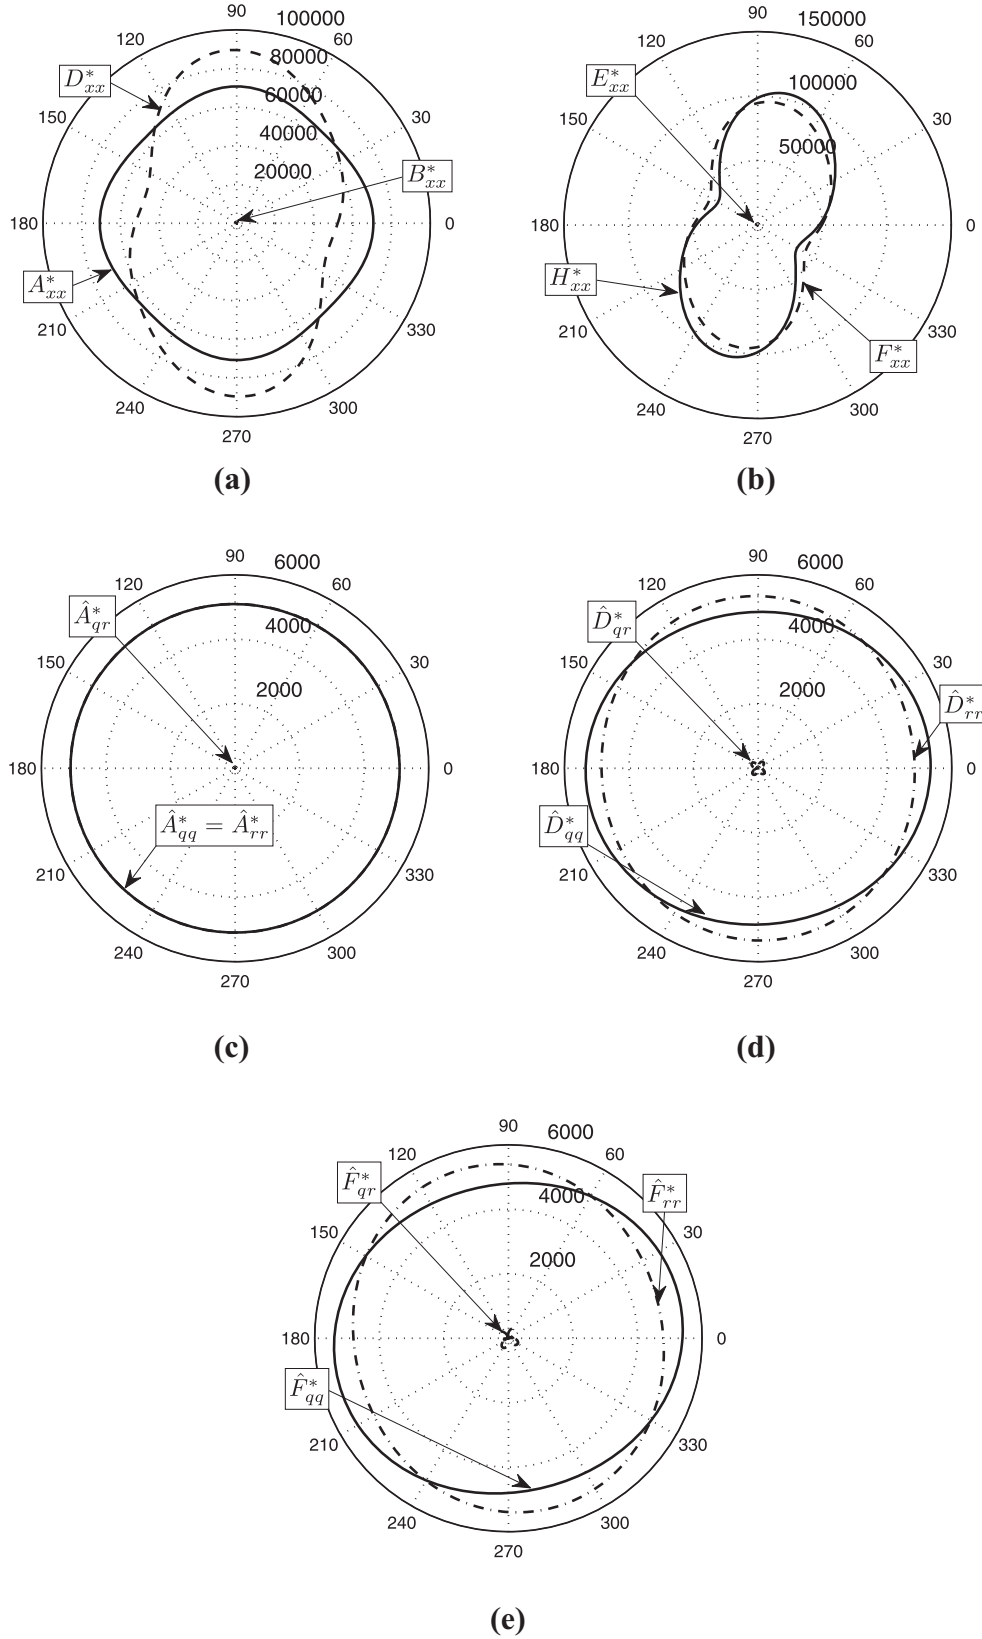 90 100000
120 80000 60
D*xx 60000
150 40000 30
20000 B*xx
180 0
A*xx
210 330
240 300
270
(a)
90 150000
120 60
E*xx 100000
150 50000 30
180 0
H*xx
210 330
F*xx
240 300
270
(b)
90 6000
120 60
Â*qr 4000
150 30
2000
180 0
Â*qq = Â*rr
210 330
240 300
270
(c)
90 6000
120 60
D̂*qr 4000
150 30
2000 D̂*rr
180 0
D̂*qq
210 330
240 300
270
(d)
90 6000
120 60
F̂*qr 4000 F̂*rr
150 30
2000
180 0
F̂*qq
210 330
240 300
270
(e)